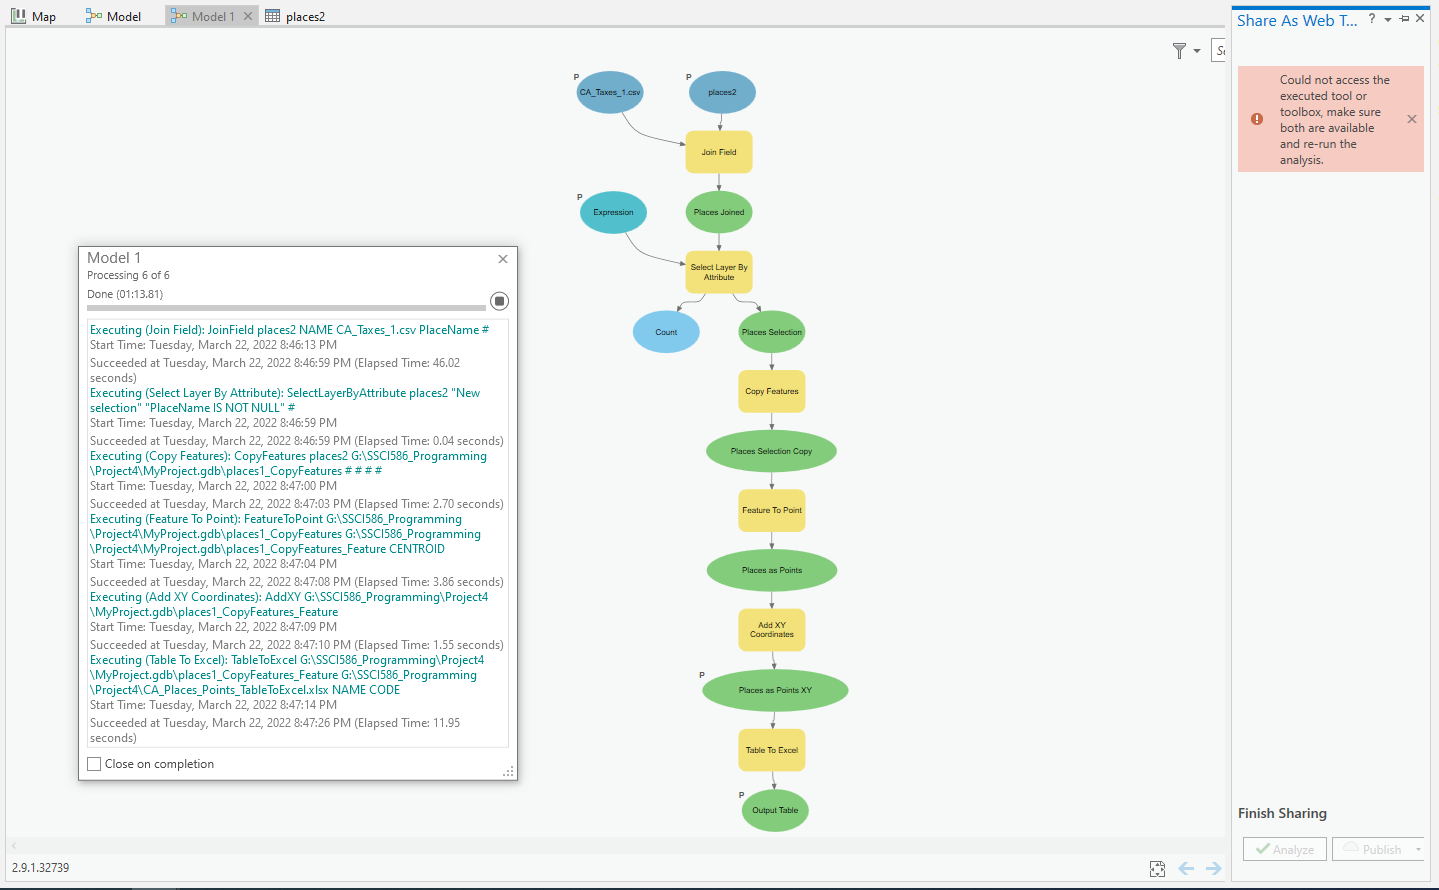 Map
Model
Model 1
places2
Share As Web T...
?
Could not access the
executed tool or
toolbox, make sure
both are available
and re-run the
analysis.
P
CA_Taxes_1.csv
P
places2
Join Field
P
Expression
Places Joined
Select Layer By
Attribute
Count
Places Selection
Copy Features
Places Selection Copy
Feature To Point
Places as Points
Add XY
Coordinates
P
Places as Points XY
Table To Excel
P
Output Table
Model 1
Processing 6 of 6
Done (01:13.81)
Executing (Join Field): JoinField places2 NAME CA_Taxes_1.csv PlaceName #
Start Time: Tuesday, March 22, 2022 8:46:13 PM
Succeeded at Tuesday, March 22, 2022 8:46:59 PM (Elapsed Time: 46.02
seconds)
Executing (Select Layer By Attribute): SelectLayerByAttribute places2 "New
selection" "PlaceName IS NOT NULL" #
Start Time: Tuesday, March 22, 2022 8:46:59 PM
Succeeded at Tuesday, March 22, 2022 8:46:59 PM (Elapsed Time: 0.04 seconds)
Executing (Copy Features): CopyFeatures places2 G:\SSCI586_Programming
\Project4\MyProject.gdb\places1_CopyFeatures # # # #
Start Time: Tuesday, March 22, 2022 8:47:00 PM
Succeeded at Tuesday, March 22, 2022 8:47:03 PM (Elapsed Time: 2.70 seconds)
Executing (Feature To Point): FeatureToPoint G:\SSCI586_Programming
\Project4\MyProject.gdb\places1_CopyFeatures G:\SSCI586_Programming
\Project4\MyProject.gdb\places1_CopyFeatures_Feature CENTROID
Start Time: Tuesday, March 22, 2022 8:47:04 PM
Succeeded at Tuesday, March 22, 2022 8:47:08 PM (Elapsed Time: 3.86 seconds)
Executing (Add XY Coordinates): AddXY G:\SSCI586_Programming\Project4
\MyProject.gdb\places1_CopyFeatures_Feature
Start Time: Tuesday, March 22, 2022 8:47:09 PM
Succeeded at Tuesday, March 22, 2022 8:47:10 PM (Elapsed Time: 1.55 seconds)
Executing (Table To Excel): TableToExcel G:\SSCI586_Programming\Project4
\MyProject.gdb\places1_CopyFeatures_Feature G:\SSCI586_Programming
\Project4\CA_Places_Points_TableToExcel.xlsx NAME CODE
Start Time: Tuesday, March 22, 2022 8:47:14 PM
Succeeded at Tuesday, March 22, 2022 8:47:26 PM (Elapsed Time: 11.95
seconds)
Close on completion
Finish Sharing
Analyze
Publish
2.9.1.32739